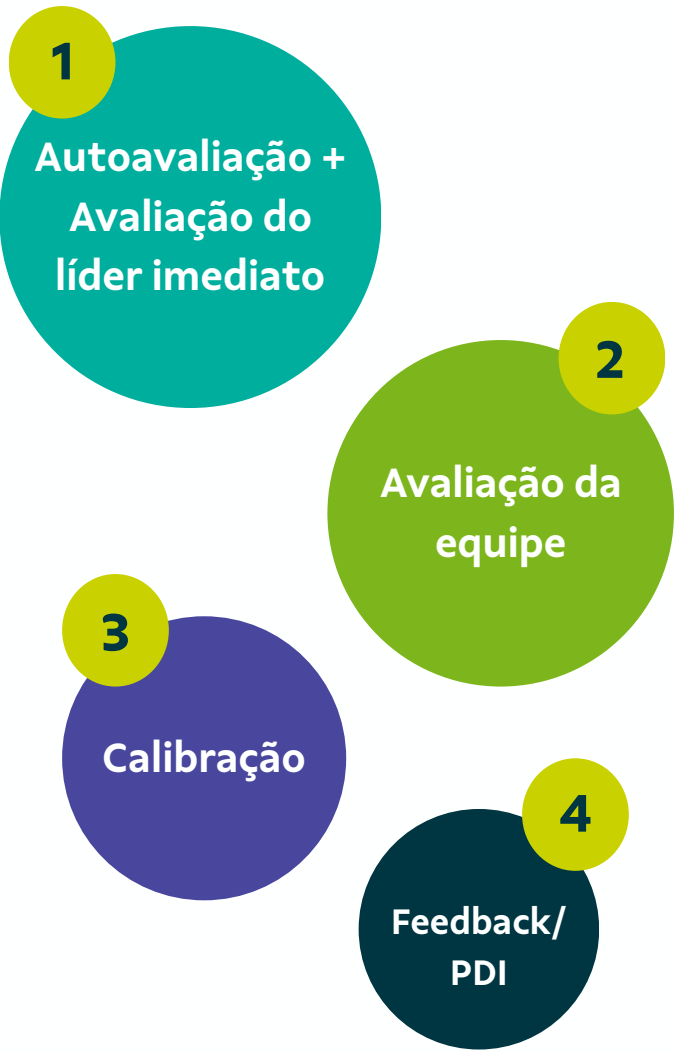 1
Autoavaliação +
Avaliação do
líder imediato
2
Avaliação da
equipe
3
Calibração
4
Feedback/
PDI